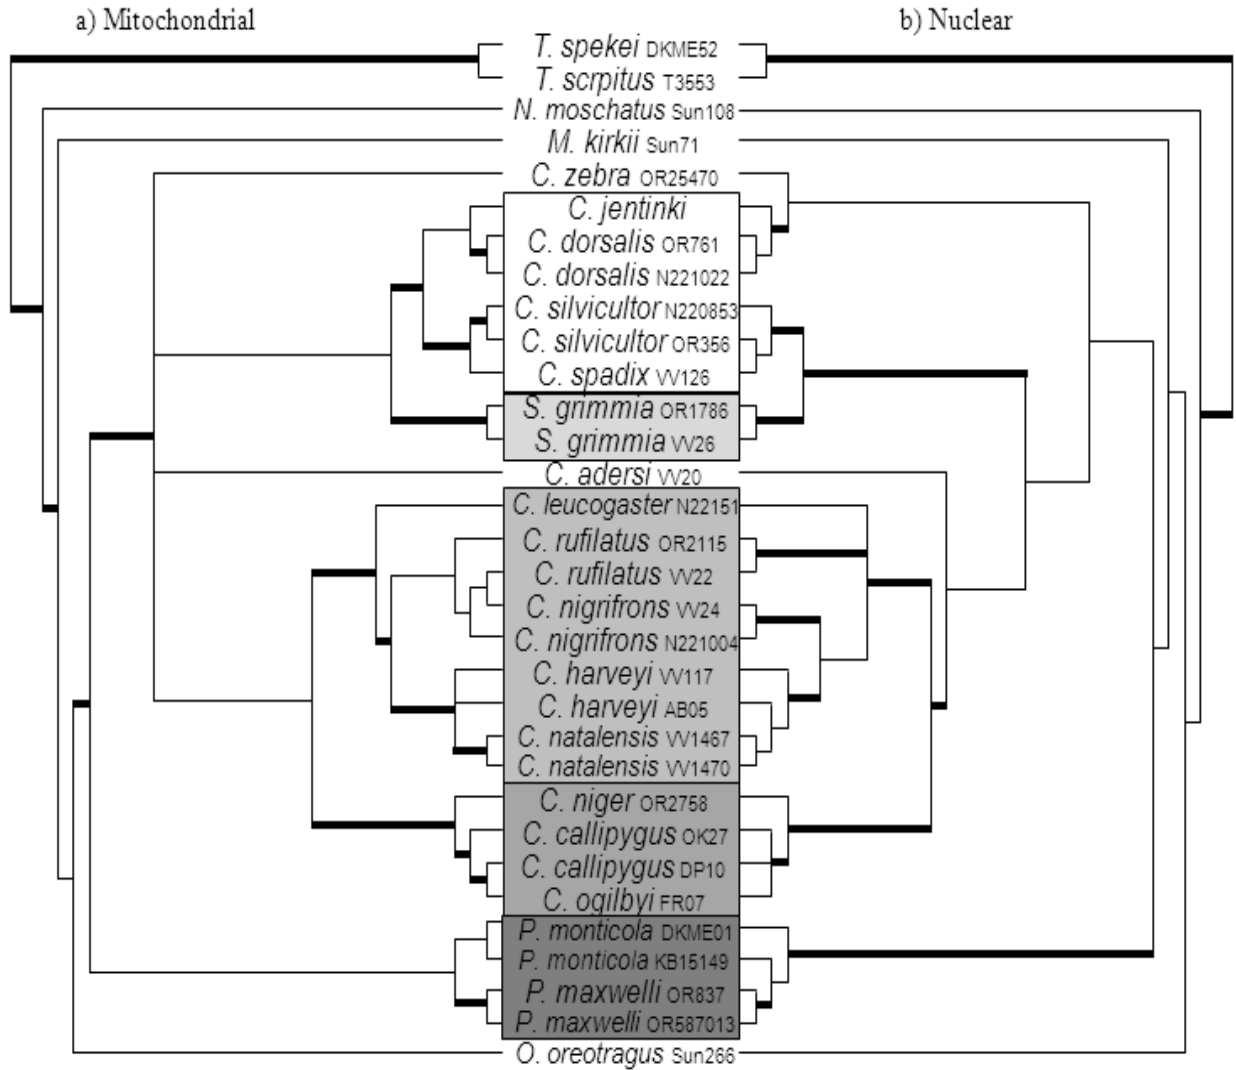 a) Mitochondrial
b) Nuclear
T. spekei DKME52
T. scrpitus T3553
N. moschatus Sun108
M. kirkii Sun71
C. zebra OR25470
C. jentinki
C. dorsalis OR761
C. dorsalis N221022
C. silvicultor N220853
C. silvicultor OR356
C. spadix VV126
S. grimmia OR1786
S. grimmia VV26
C. adersi VV20
C. leucogaster N22151
C. rufilatus OR2115
C. rufilatus VV22
C. nigrifrons VV24
C. nigrifrons N221004
C. harveyi VV117
C. harveyi AB05
C. natalensis VV1467
C. natalensis VV1470
C. niger OR2758
C. callipygus OK27
C. callipygus DP10
C. ogilbyi FR07
P. monticola DKME01
P. monticola KB15149
P. maxwelli OR837
P. maxwelli OR587013
O. oreotragus Sun266